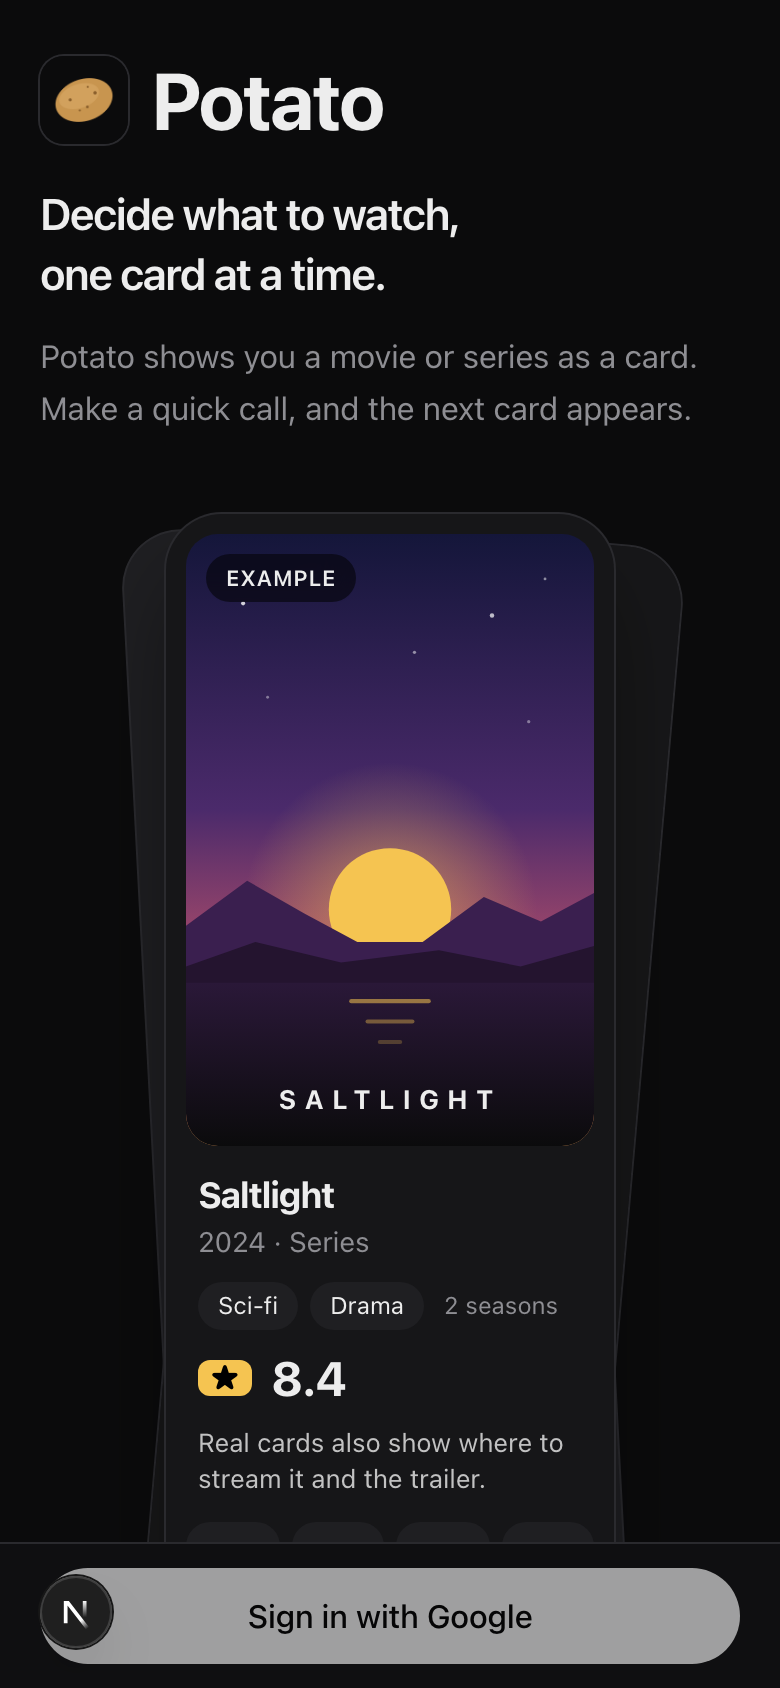 Potato
Decide what to watch,
one card at a time.
Potato shows you a movie or series as a card.
Make a quick call, and the next card appears.
EXAMPLE
SALTLIGHT
Saltlight
2024 · Series
Sci-fi Drama 2 seasons
8.4
Real cards also show where to
stream it and the trailer.
N Sign in with Google